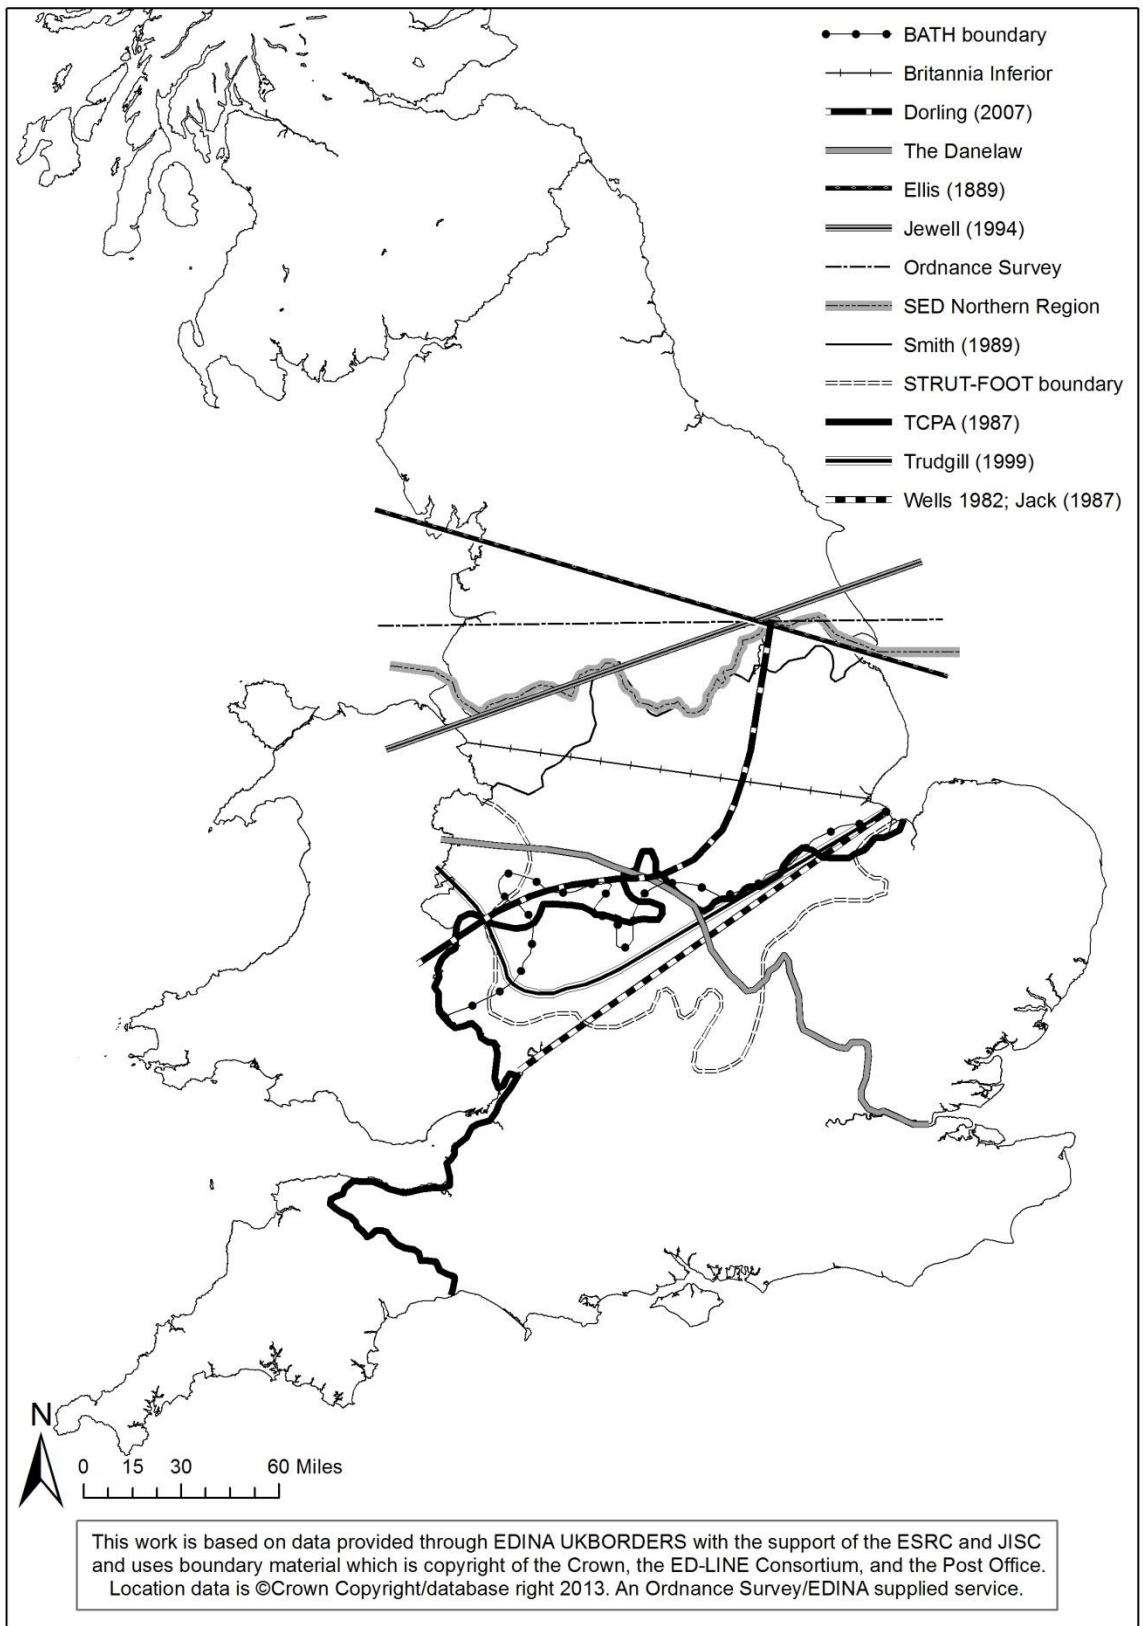 BATH boundary
Britannia Inferior
Dorling (2007)
The Danelaw
Ellis (1889)
Jewell (1994)
Ordnance Survey
SED Northern Region
Smith (1989)
STRUT-FOOT boundary
TCPA (1987)
Trudgill (1999)
Wells 1982; Jack (1987)
N
0 15 30 60 Miles
This work is based on data provided through EDINA UKBORDERS with the support of the ESRC and JISC
and uses boundary material which is copyright of the Crown, the ED-LINE Consortium, and the Post Office.
Location data is ©Crown Copyright/database right 2013. An Ordnance Survey/EDINA supplied service.